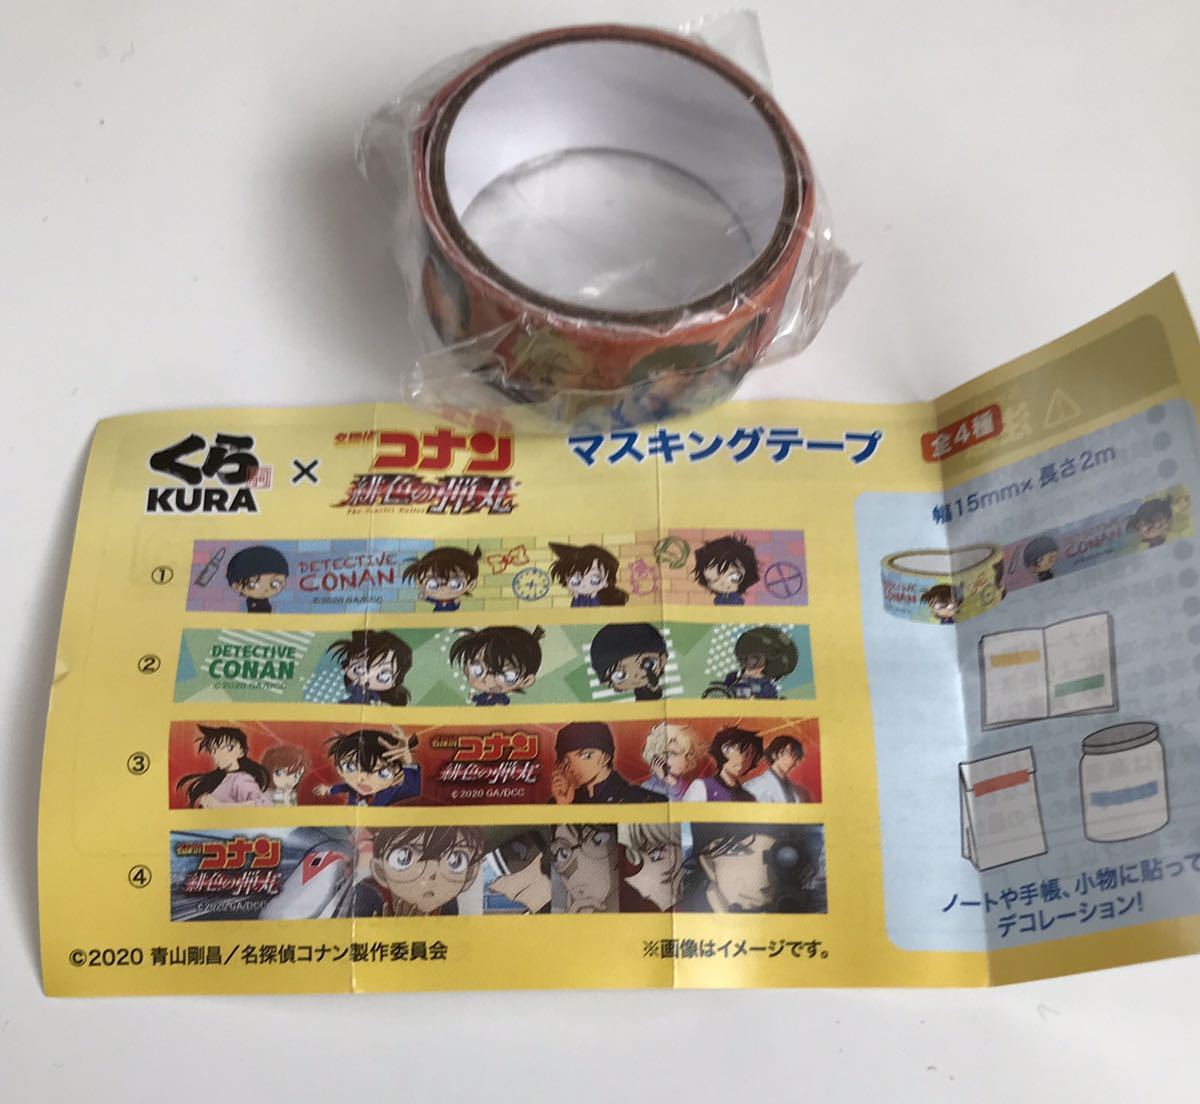 くら
KURA
×
名探偵
コナン
緋色の弾丸
The Scarlet Bullet
マスキングテープ
全4種
幅15mm×長さ2m
①
DETECTIVE
CONAN
©2020 GA/DCC
DETECTIVE
CONAN
CONAN
②
DETECTIVE
CONAN
©2020 GA/DCC
③
名探偵
コナン
緋色の弾丸
©2020 GA/DCC
④
名探偵
コナン
緋色の弾丸
©2020 GA/DCC
ノートや手帳、小物に貼って
デコレーション!
©2020 青山剛昌/名探偵コナン製作委員会
※画像はイメージです。